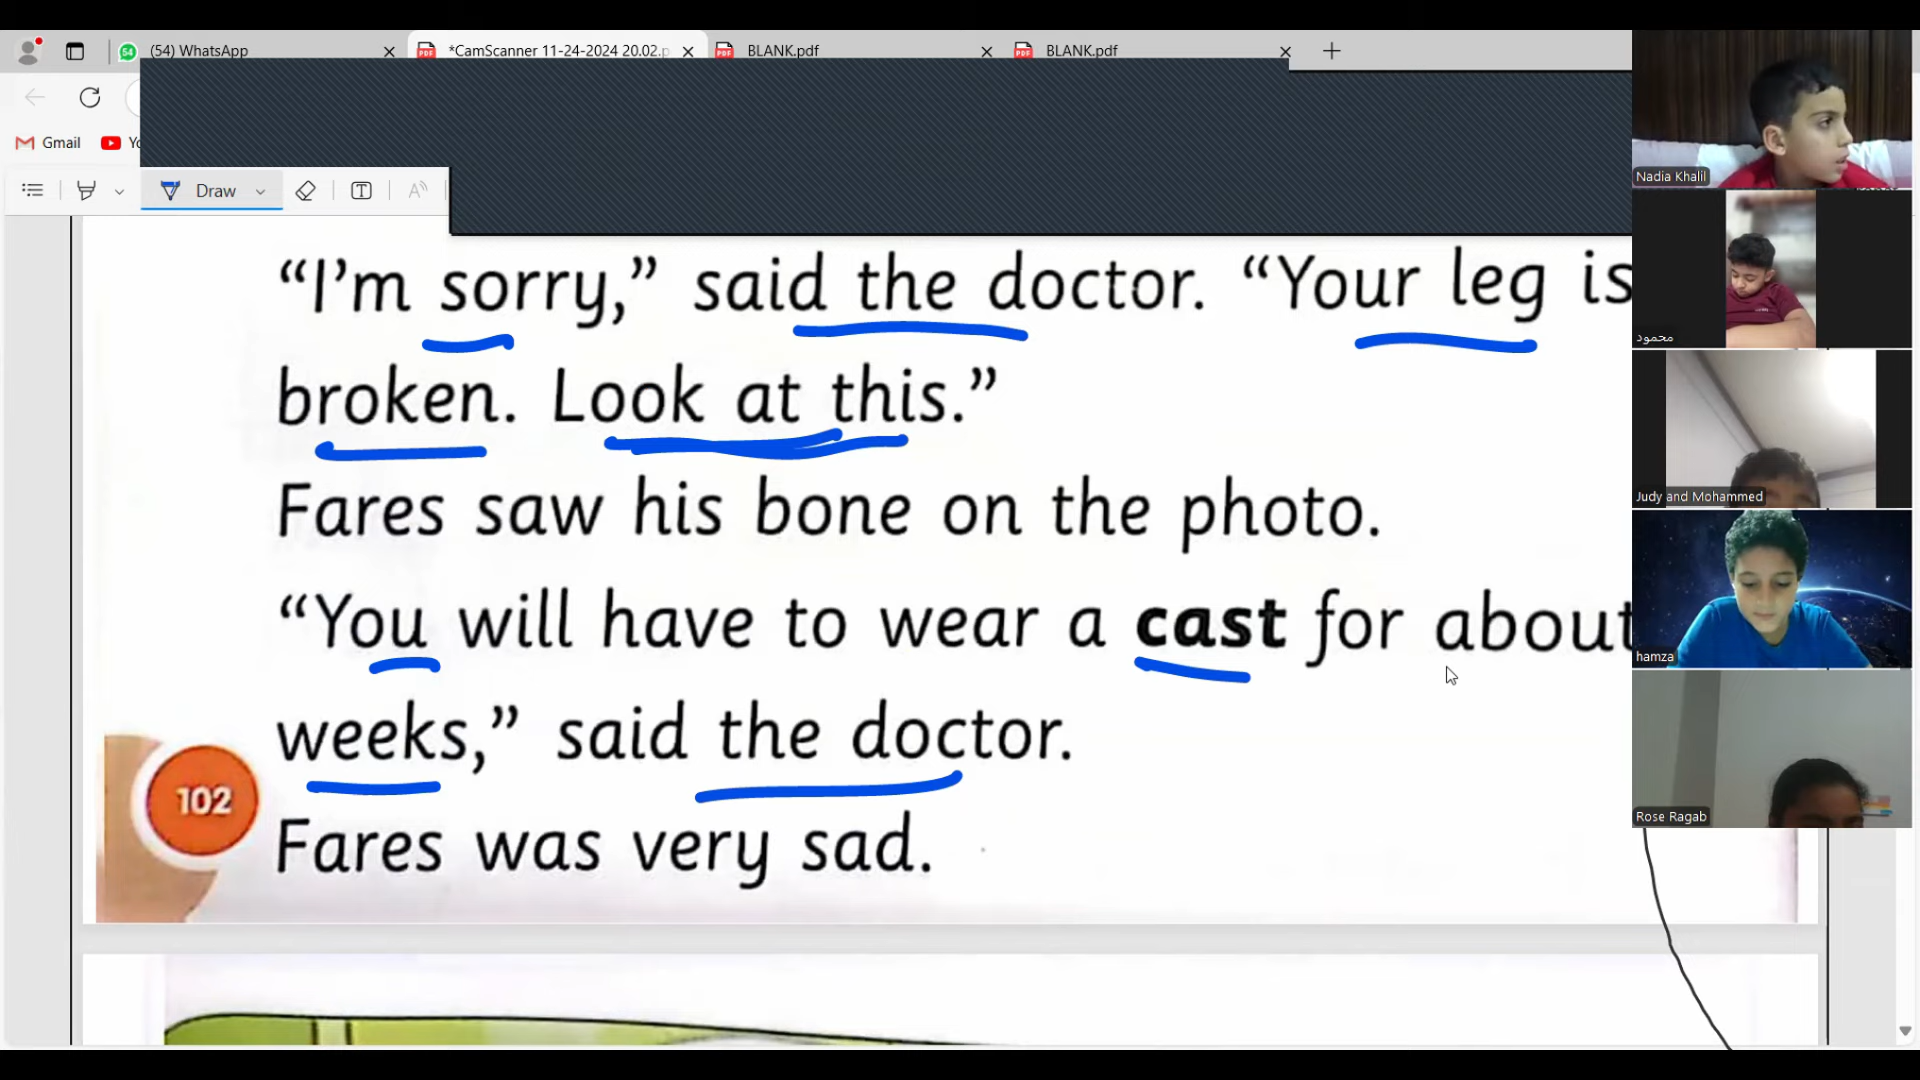 (54) WhatsApp
*CamScanner 11-24-2024 20.02.p
BLANK.pdf
BLANK.pdf
Gmail
Draw
“I’m sorry,” said the doctor. “Your leg is
broken. Look at this.”
Fares saw his bone on the photo.
“You will have to wear a cast for about
weeks,” said the doctor.
102
Fares was very sad.
Nadia Khalil
محمود
Judy and Mohammed
hamza
Rose Ragab